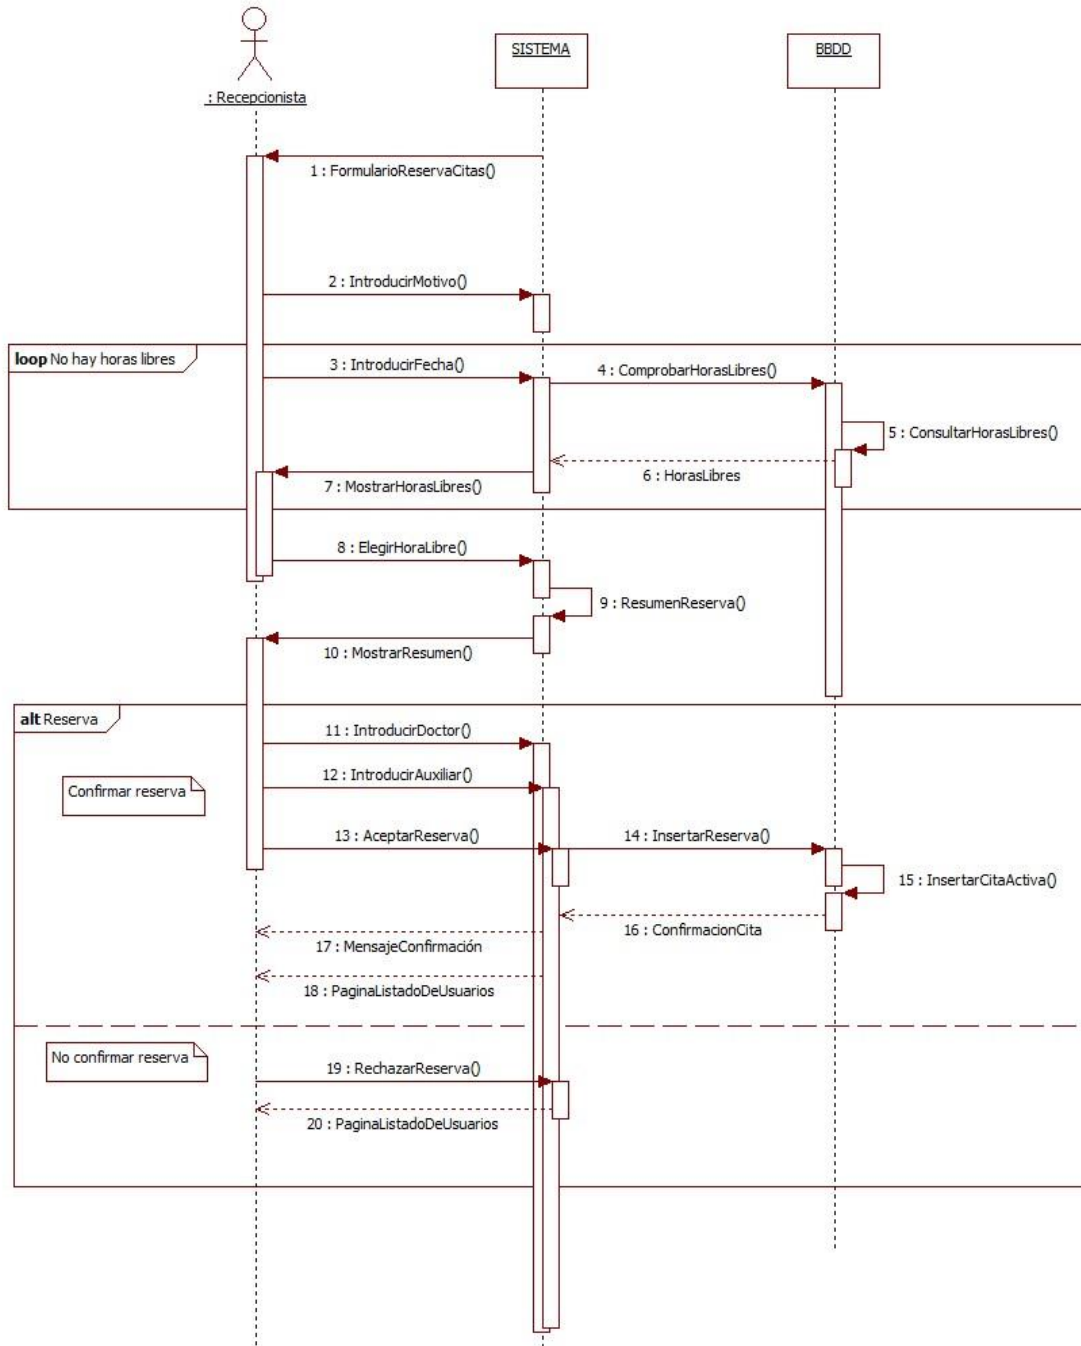 : Recepcionista
SISTEMA
BBDD
1 : FormularioReservaCitas()
2 : IntroducirMotivo()
loop No hay horas libres
3 : IntroducirFecha()
4 : ComprobarHorasLibres()
5 : ConsultarHorasLibres()
6 : HorasLibres
7 : MostrarHorasLibres()
8 : ElegirHoraLibre()
9 : ResumenReserva()
10 : MostrarResumen()
alt Reserva
11 : IntroducirDoctor()
12 : IntroducirAuxiliar()
Confirmar reserva
13 : AceptarReserva()
14 : InsertarReserva()
15 : InsertarCitaActiva()
16 : ConfirmacionCita
17 : MensajeConfirmación
18 : PaginaListadoDeUsuarios
No confirmar reserva
19 : RechazarReserva()
20 : PaginaListadoDeUsuarios